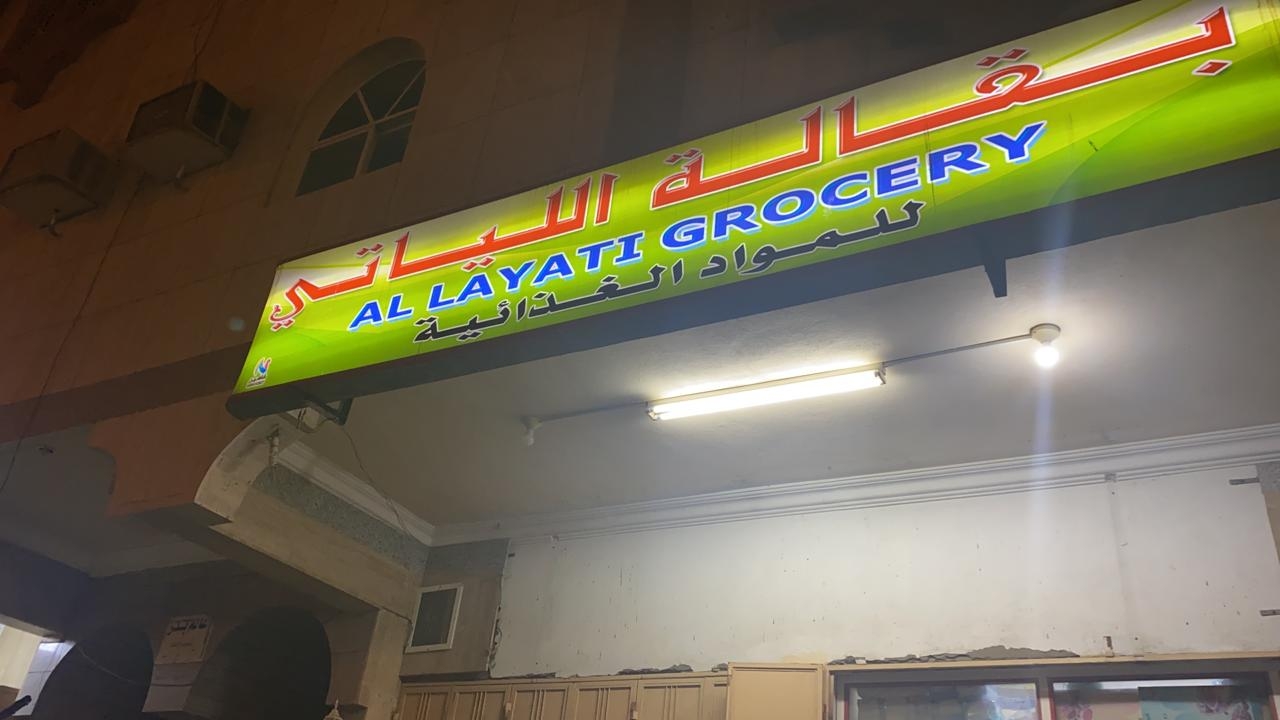 بقالة اللياتي
AL LAYATI GROCERY
للمواد الغذائية